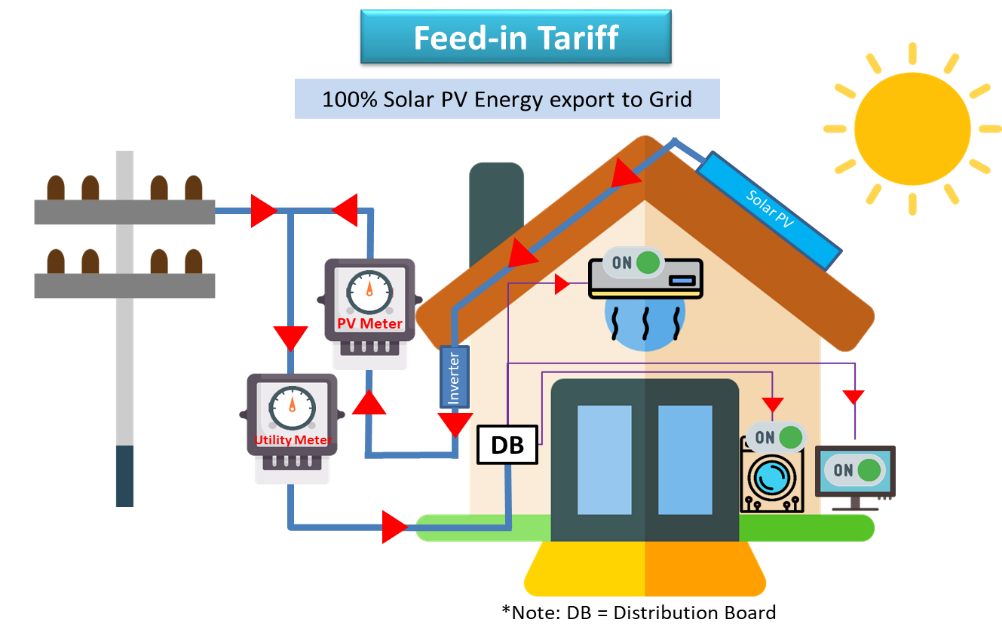 Feed-in Tariff
100% Solar PV Energy export to Grid
Solar PV
ON
PV Meter
Inverter
Utility Meter
DB
ON
ON
*Note: DB = Distribution Board